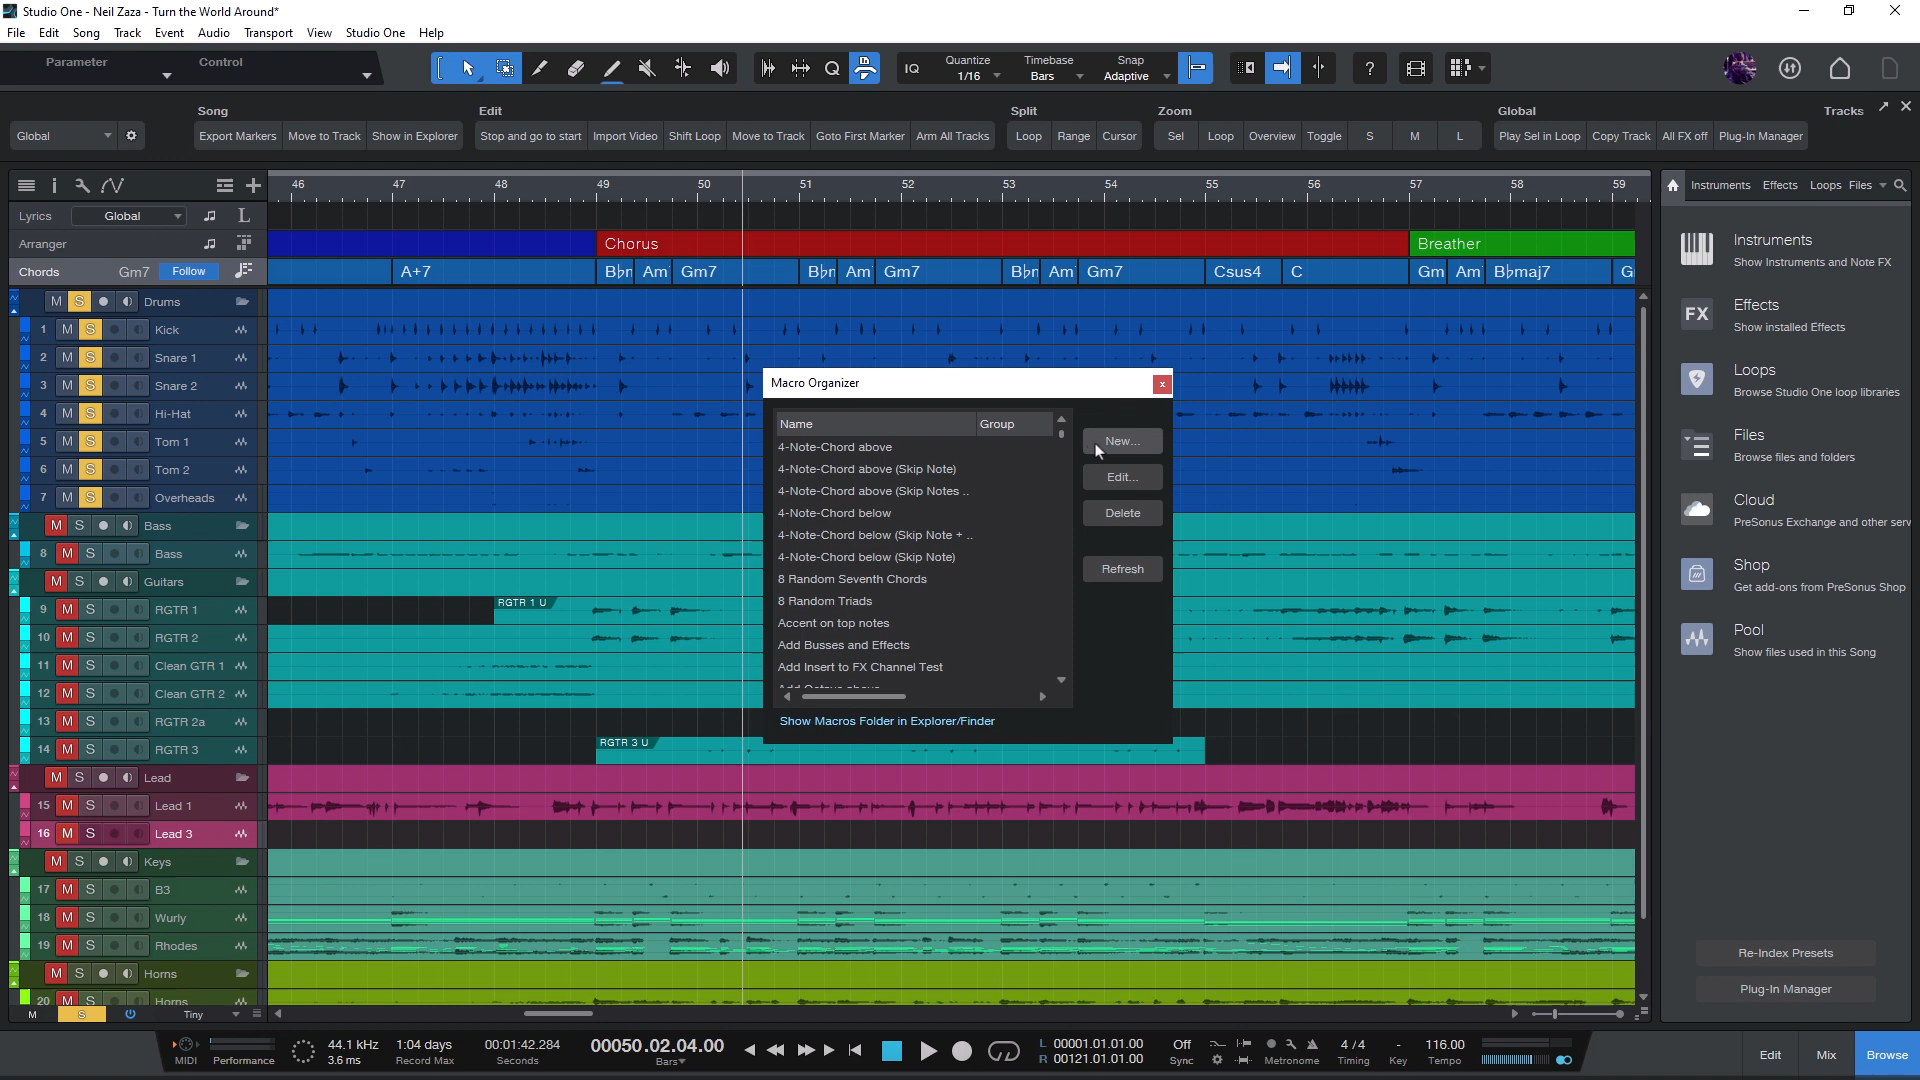 Studio One - Neil Zaza - Turn the World Around*
File Edit Song Track Event Audio Transport View Studio One Help
Parameter Control
Quantize Timebase Snap
IQ 1/16 Bars Adaptive
Song Edit Split Zoom Global Tracks
Global Export Markers Move to Track Show in Explorer Stop and go to start Import Video Shift Loop Move to Track Goto First Marker Arm All Tracks Loop Range Cursor Sel Loop Overview Toggle S M L Play Sel in Loop Copy Track All FX off Plug-In Manager
46 47 48 49 50 51 52 53 54 55 56 57 58 59
Instruments Effects Loops Files
Lyrics Global L
Arranger Chorus Breather
Chords Gm7 Follow A+7 B♭m Am Gm7 B♭m Am Gm7 B♭m Am Gm7 Csus4 C Gm Am B♭maj7 G
M S Drums
1 M S Kick
2 M S Snare 1
3 M S Snare 2
4 M S Hi-Hat
5 M S Tom 1
6 M S Tom 2
7 M S Overheads
M S Bass
8 M S Bass
M S Guitars
9 M S RGTR 1 RGTR 1 U
10 M S RGTR 2
11 M S Clean GTR 1
12 M S Clean GTR 2
13 M S RGTR 2a
14 M S RGTR 3 RGTR 3 U
M S Lead
15 M S Lead 1
16 M S Lead 3
M S Keys
17 M S B3
18 M S Wurly
19 M S Rhodes
M S Horns
20 M S Horns
M S Tiny
Macro Organizer
Name Group
4-Note-Chord above
4-Note-Chord above (Skip Note)
4-Note-Chord above (Skip Notes ..
4-Note-Chord below
4-Note-Chord below (Skip Note + ..
4-Note-Chord below (Skip Note)
8 Random Seventh Chords
8 Random Triads
Accent on top notes
Add Busses and Effects
Add Insert to FX Channel Test
Show Macros Folder in Explorer/Finder
New...
Edit...
Delete
Refresh
Instruments
Show Instruments and Note FX
FX Effects
Show installed Effects
Loops
Browse Studio One loop libraries
Files
Browse files and folders
Cloud
PreSonus Exchange and other serv
Shop
Get add-ons from PreSonus Shop
Pool
Show files used in this Song
Re-Index Presets
Plug-In Manager
MIDI Performance
44.1 kHz 1:04 days 00:01:42.284 00050.02.04.00 L 00001.01.01.00 Off 4 / 4 - 116.00
3.6 ms Record Max Seconds Bars R 00121.01.01.00 Sync Metronome Timing Key Tempo
Edit Mix Browse